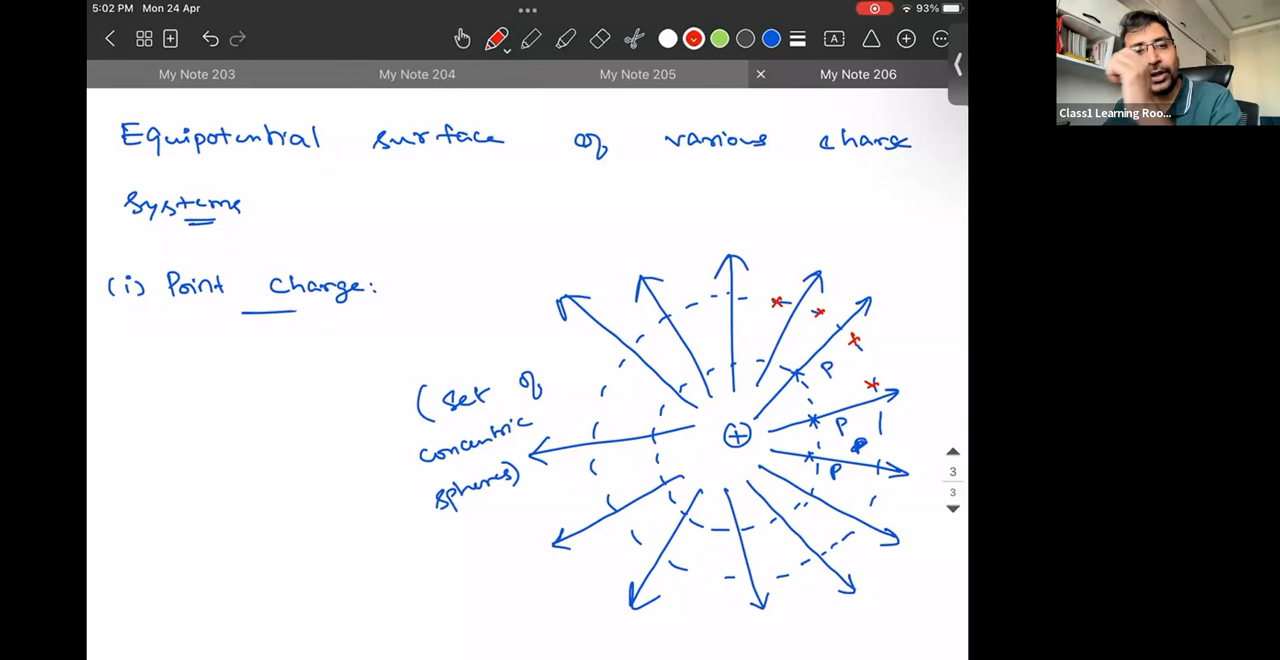 5:02 PM Mon 24 Apr
93%
My Note 203
My Note 204
My Note 205
My Note 206
Class1 Learning Roo...
Equipotential surface of various charge
systems
(i) Point charge:
(set of
concentric
spheres)
+
P
P
P
A
3
3